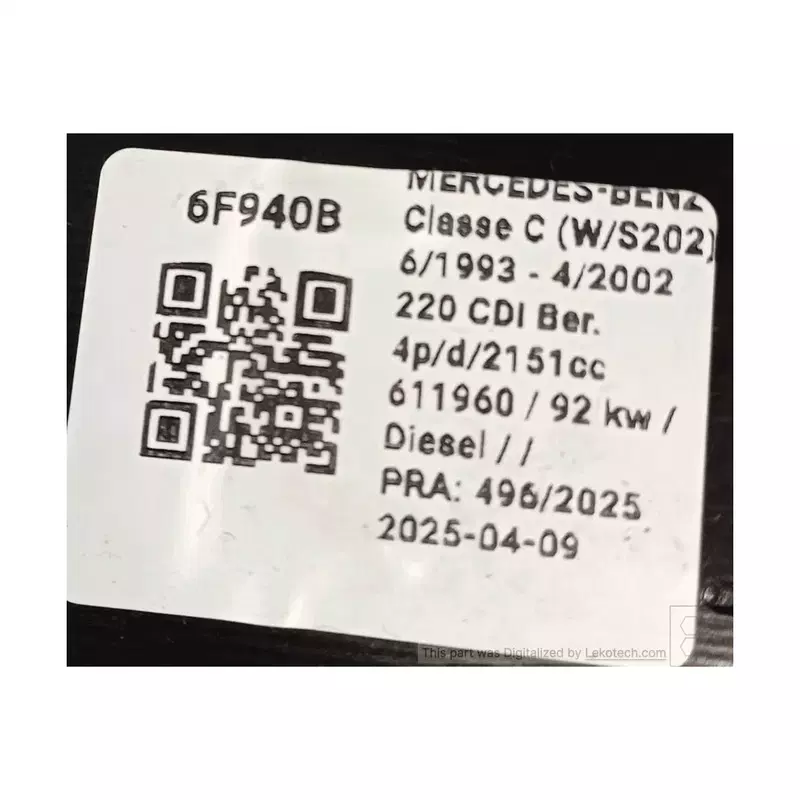 6F940B
MERCEDES-BENZ
Classe C (W/S202)
6/1993 - 4/2002
220 CDI Ber.
4p/d/2151cc
611960 / 92 kw /
Diesel / /
PRA: 496/2025
2025-04-09
This part was Digitalized by Lekotech.com